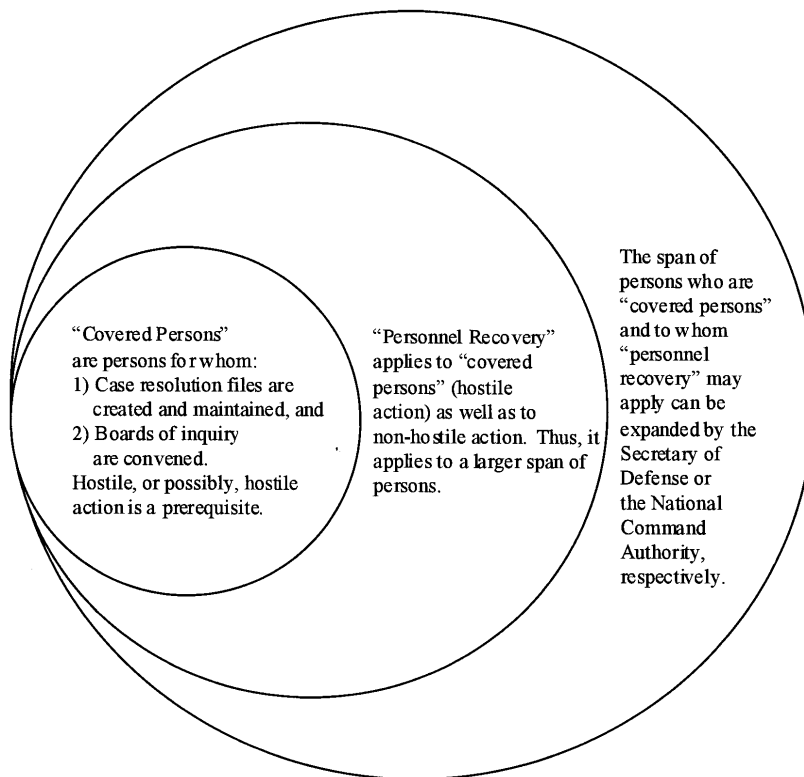 “Covered Persons”
are persons for whom:
1) Case resolution files are
created and maintained, and
2) Boards of inquiry
are convened.
Hostile, or possibly, hostile
action is a prerequisite.
“Personnel Recovery”
applies to “covered
persons” (hostile
action) as well as to
non-hostile action. Thus, it
applies to a larger span of
persons.
The span of
persons who are
“covered persons”
and to whom
“personnel
recovery” may
apply can be
expanded by the
Secretary of
Defense or
the National
Command
Authority,
respectively.